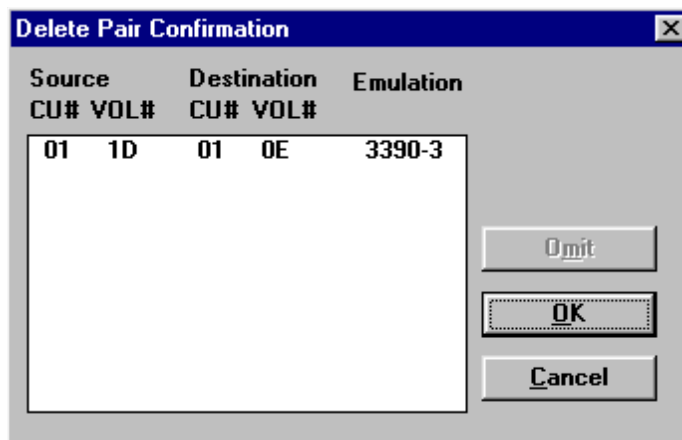 Delete Pair Confirmation
Source Destination Emulation
CU# VOL# CU# VOL#
01 1D 01 0E 3390-3
Omit
OK
Cancel